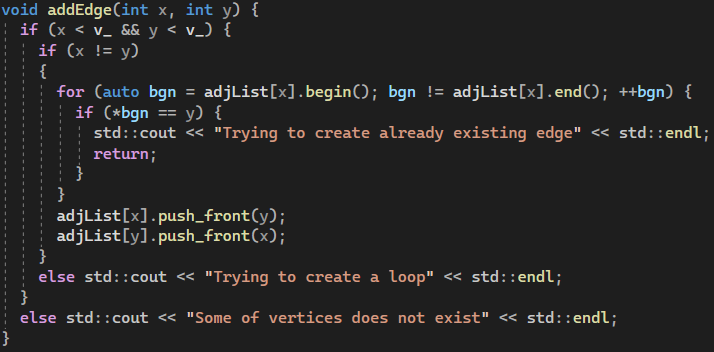 void addEdge(int x, int y) {
  if (x < v_ && y < v_) {
    if (x != y)
    {
      for (auto bgn = adjList[x].begin(); bgn != adjList[x].end(); ++bgn) {
        if (*bgn == y) {
          std::cout << "Trying to create already existing edge" << std::endl;
          return;
        }
      }
      adjList[x].push_front(y);
      adjList[y].push_front(x);
    }
    else std::cout << "Trying to create a loop" << std::endl;
  }
  else std::cout << "Some of vertices does not exist" << std::endl;
}